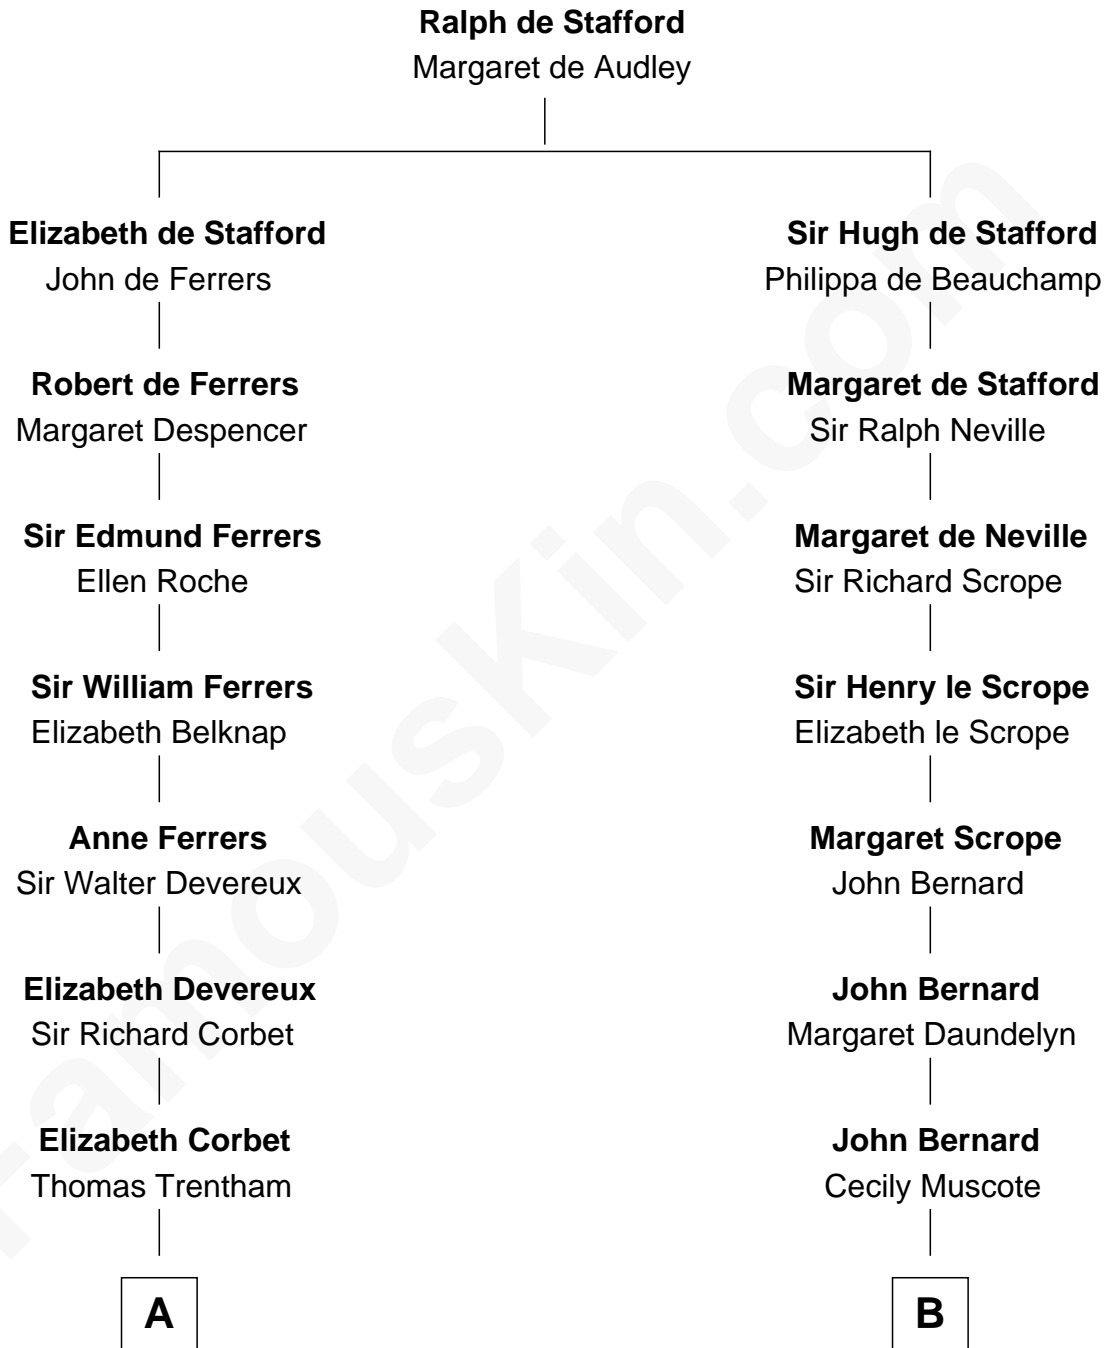 Ralph de Stafford
Margaret de Audley
Elizabeth de Stafford
John de Ferrers
Sir Hugh de Stafford
Philippa de Beauchamp
Robert de Ferrers
Margaret Despencer
Margaret de Stafford
Sir Ralph Neville
Sir Edmund Ferrers
Ellen Roche
Margaret de Neville
Sir Richard Scrope
Sir William Ferrers
Elizabeth Belknap
Sir Henry le Scrope
Elizabeth le Scrope
Anne Ferrers
Sir Walter Devereux
Margaret Scrope
John Bernard
Elizabeth Devereux
Sir Richard Corbet
John Bernard
Margaret Daundelyn
Elizabeth Corbet
Thomas Trentham
John Bernard
Cecily Muscote
A
B
FamousKin.com